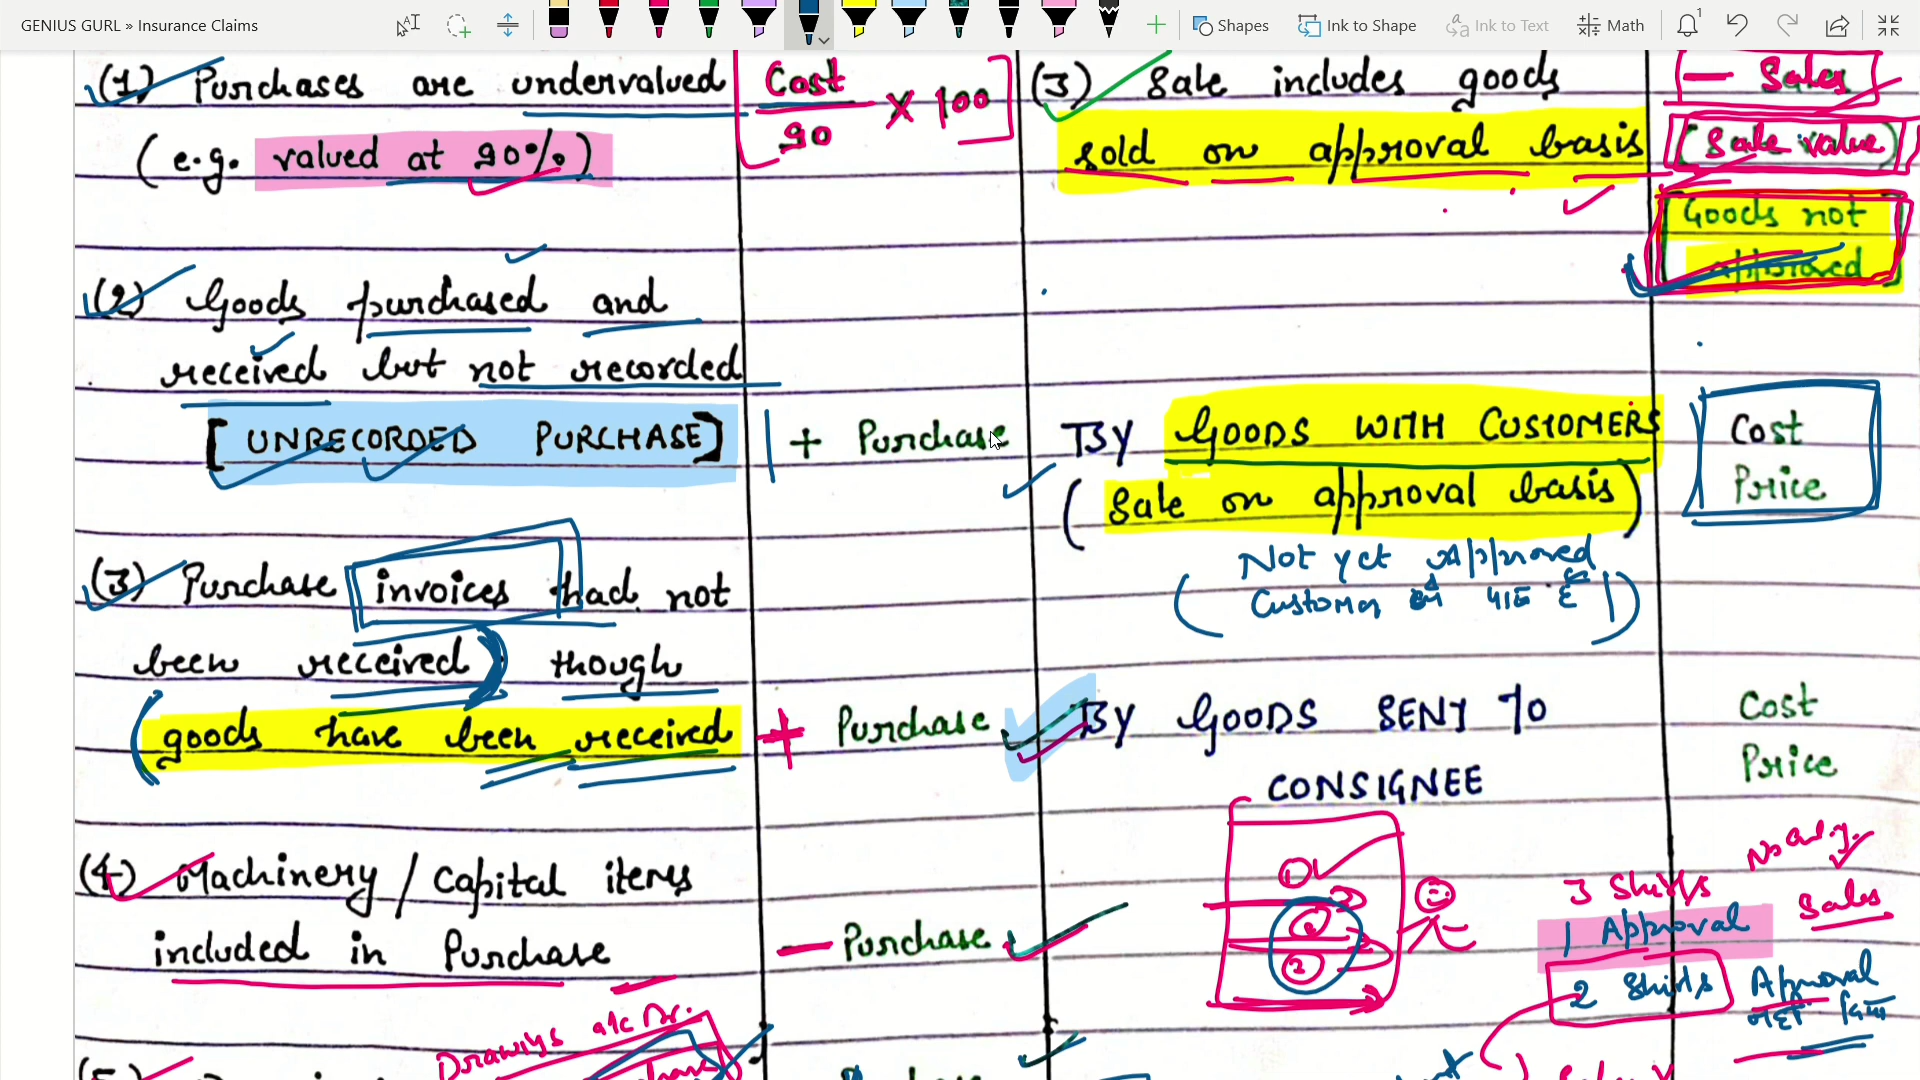 GENIUS GURL » Insurance Claims
Shapes
Ink to Shape
Ink to Text
Math
1
(1) Purchases are undervalued
(e.g. valued at 90%)
Cost
90
X 100
(2) Goods purchased and
received but not recorded
[UNRECORDED PURCHASE]
+ Purchase
(3) Purchase invoices had not
been received though
(goods have been received
+ Purchase
(4) Machinery / Capital items
included in Purchase
- Purchase
Drawings a/c Dr.
(3) Sale includes goods
sold on approval basis
- Sales
(Sale value)
Goods not
approved
BY GOODS WITH CUSTOMERS
(Sale on approval basis)
Cost
Price
Not yet Approved
Customer
BY GOODS SENT TO
CONSIGNEE
Cost
Price
3 Shirts
1 Approval
2 Shirts
Sales
Approval
2